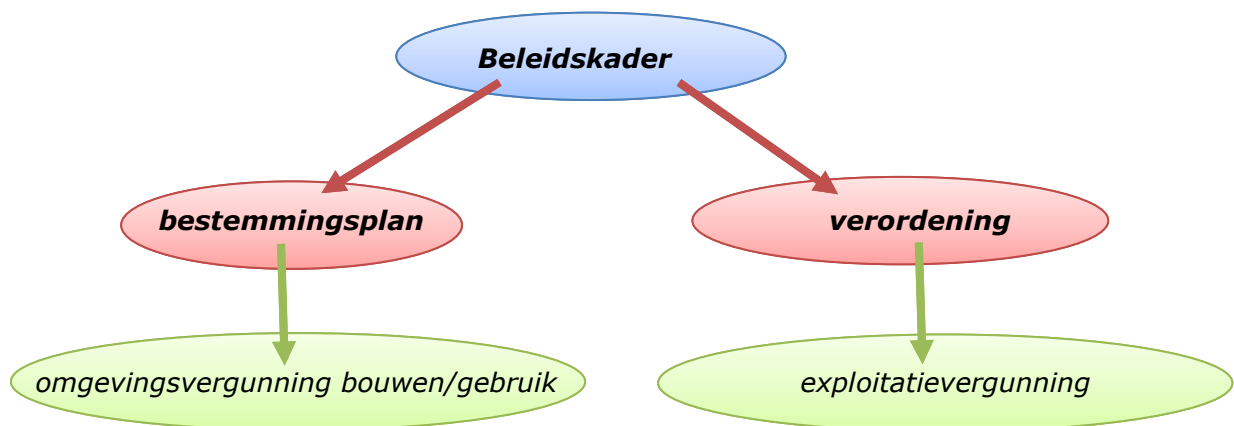 Beleidskader
bestemmingsplan
verordening
omgevingsvergunning bouwen/gebruik
exploitatievergunning